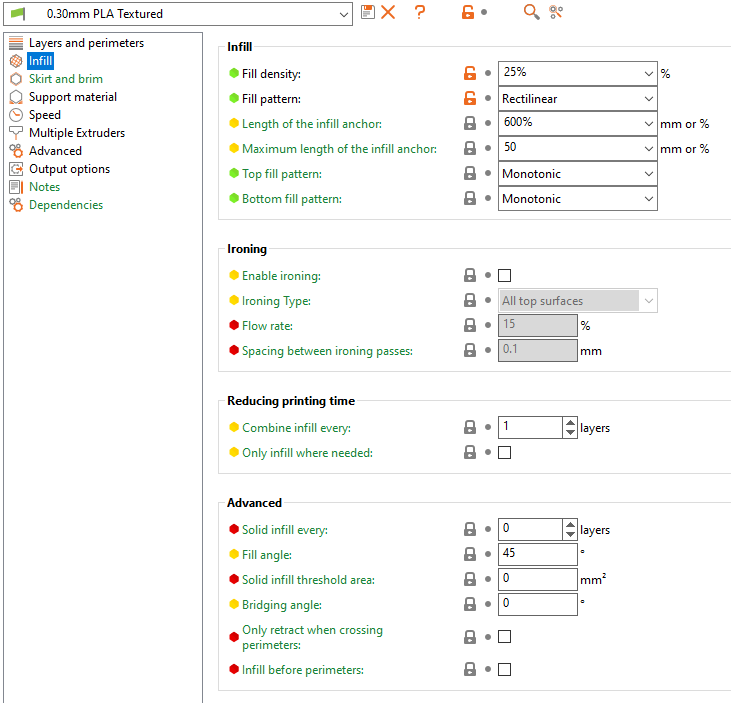 0.30mm PLA Textured
?
Layers and perimeters
Infill
Skirt and brim
Support material
Speed
Multiple Extruders
Advanced
Output options
Notes
Dependencies
Infill
Fill density: 25% %
Fill pattern: Rectilinear
Length of the infill anchor: 600% mm or %
Maximum length of the infill anchor: 50 mm or %
Top fill pattern: Monotonic
Bottom fill pattern: Monotonic
Ironing
Enable ironing:
Ironing Type: All top surfaces
Flow rate: 15 %
Spacing between ironing passes: 0.1 mm
Reducing printing time
Combine infill every: 1 layers
Only infill where needed:
Advanced
Solid infill every: 0 layers
Fill angle: 45 °
Solid infill threshold area: 0 mm²
Bridging angle: 0 °
Only retract when crossing
perimeters:
Infill before perimeters: